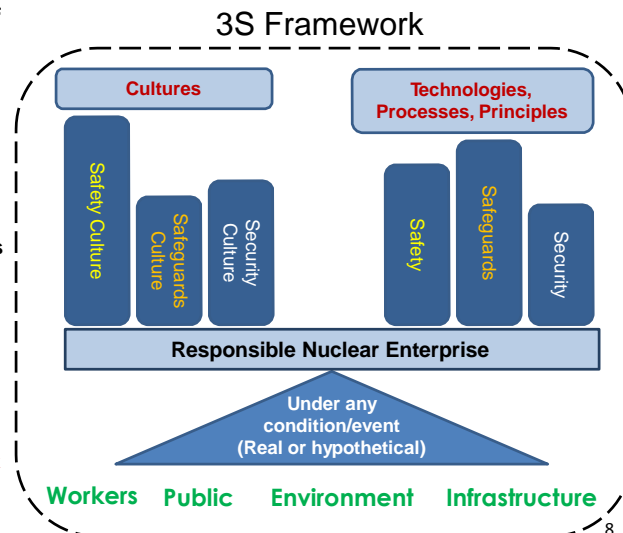 3S Framework
Cultures
Technologies,
Processes, Principles
Safety Culture
Safeguards
Culture
Security
Culture
Safety
Safeguards
Security
Responsible Nuclear Enterprise
Under any
condition/event
(Real or hypothetical)
Workers Public Environment Infrastructure
8